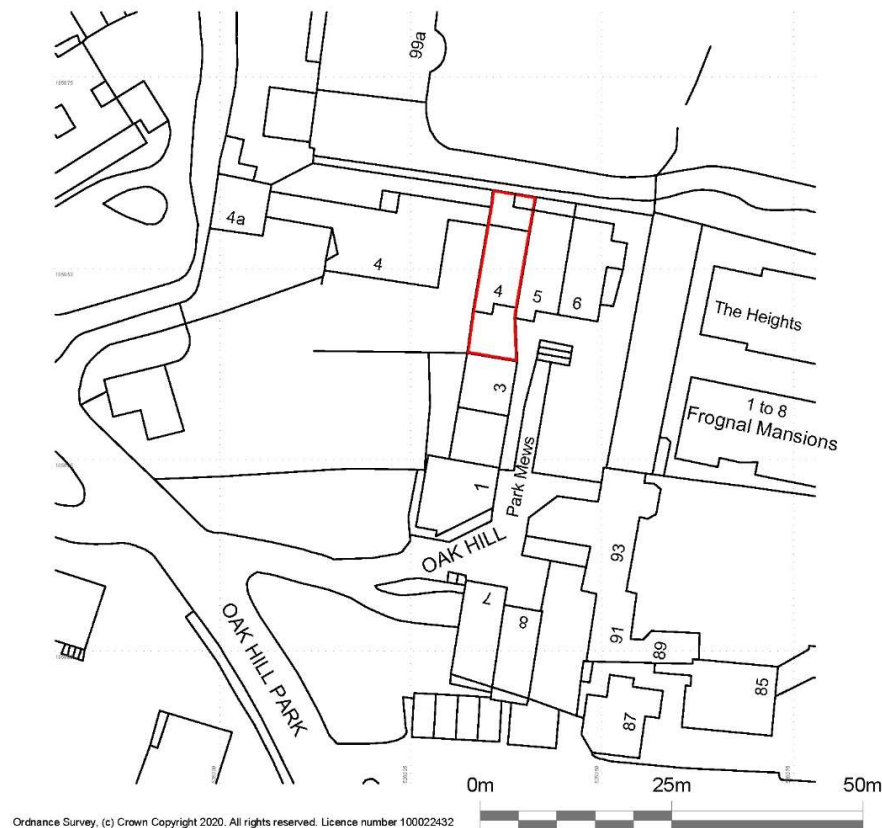 99a
4a
4
4
5
6
The Heights
1 to 8
Frognal Mansions
3
1
Park Mews
OAK HILL
93
OAK HILL PARK
7
8
91
89
85
87
0m
25m
50m
Ordnance Survey, (c) Crown Copyright 2020. All rights reserved. Licence number 100022432